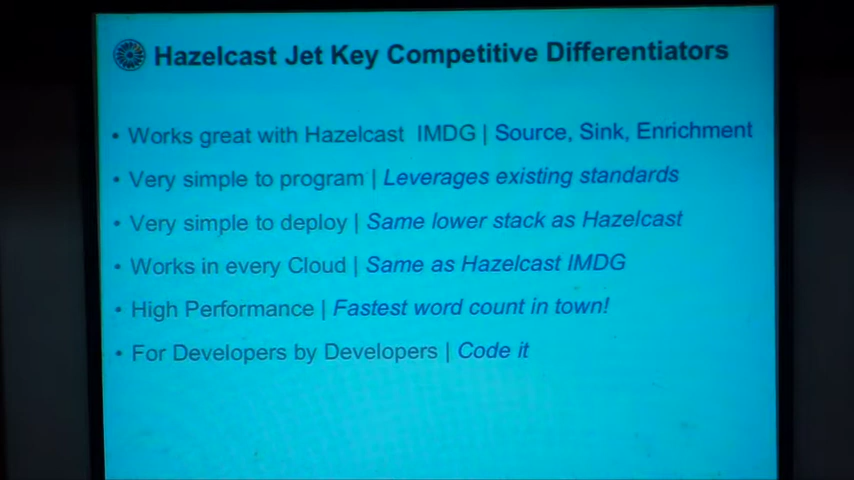 Hazelcast Jet Key Competitive Differentiators
• Works great with Hazelcast IMDG | Source, Sink, Enrichment
• Very simple to program | Leverages existing standards
• Very simple to deploy | Same lower stack as Hazelcast
• Works in every Cloud | Same as Hazelcast IMDG
• High Performance | Fastest word count in town!
• For Developers by Developers | Code it